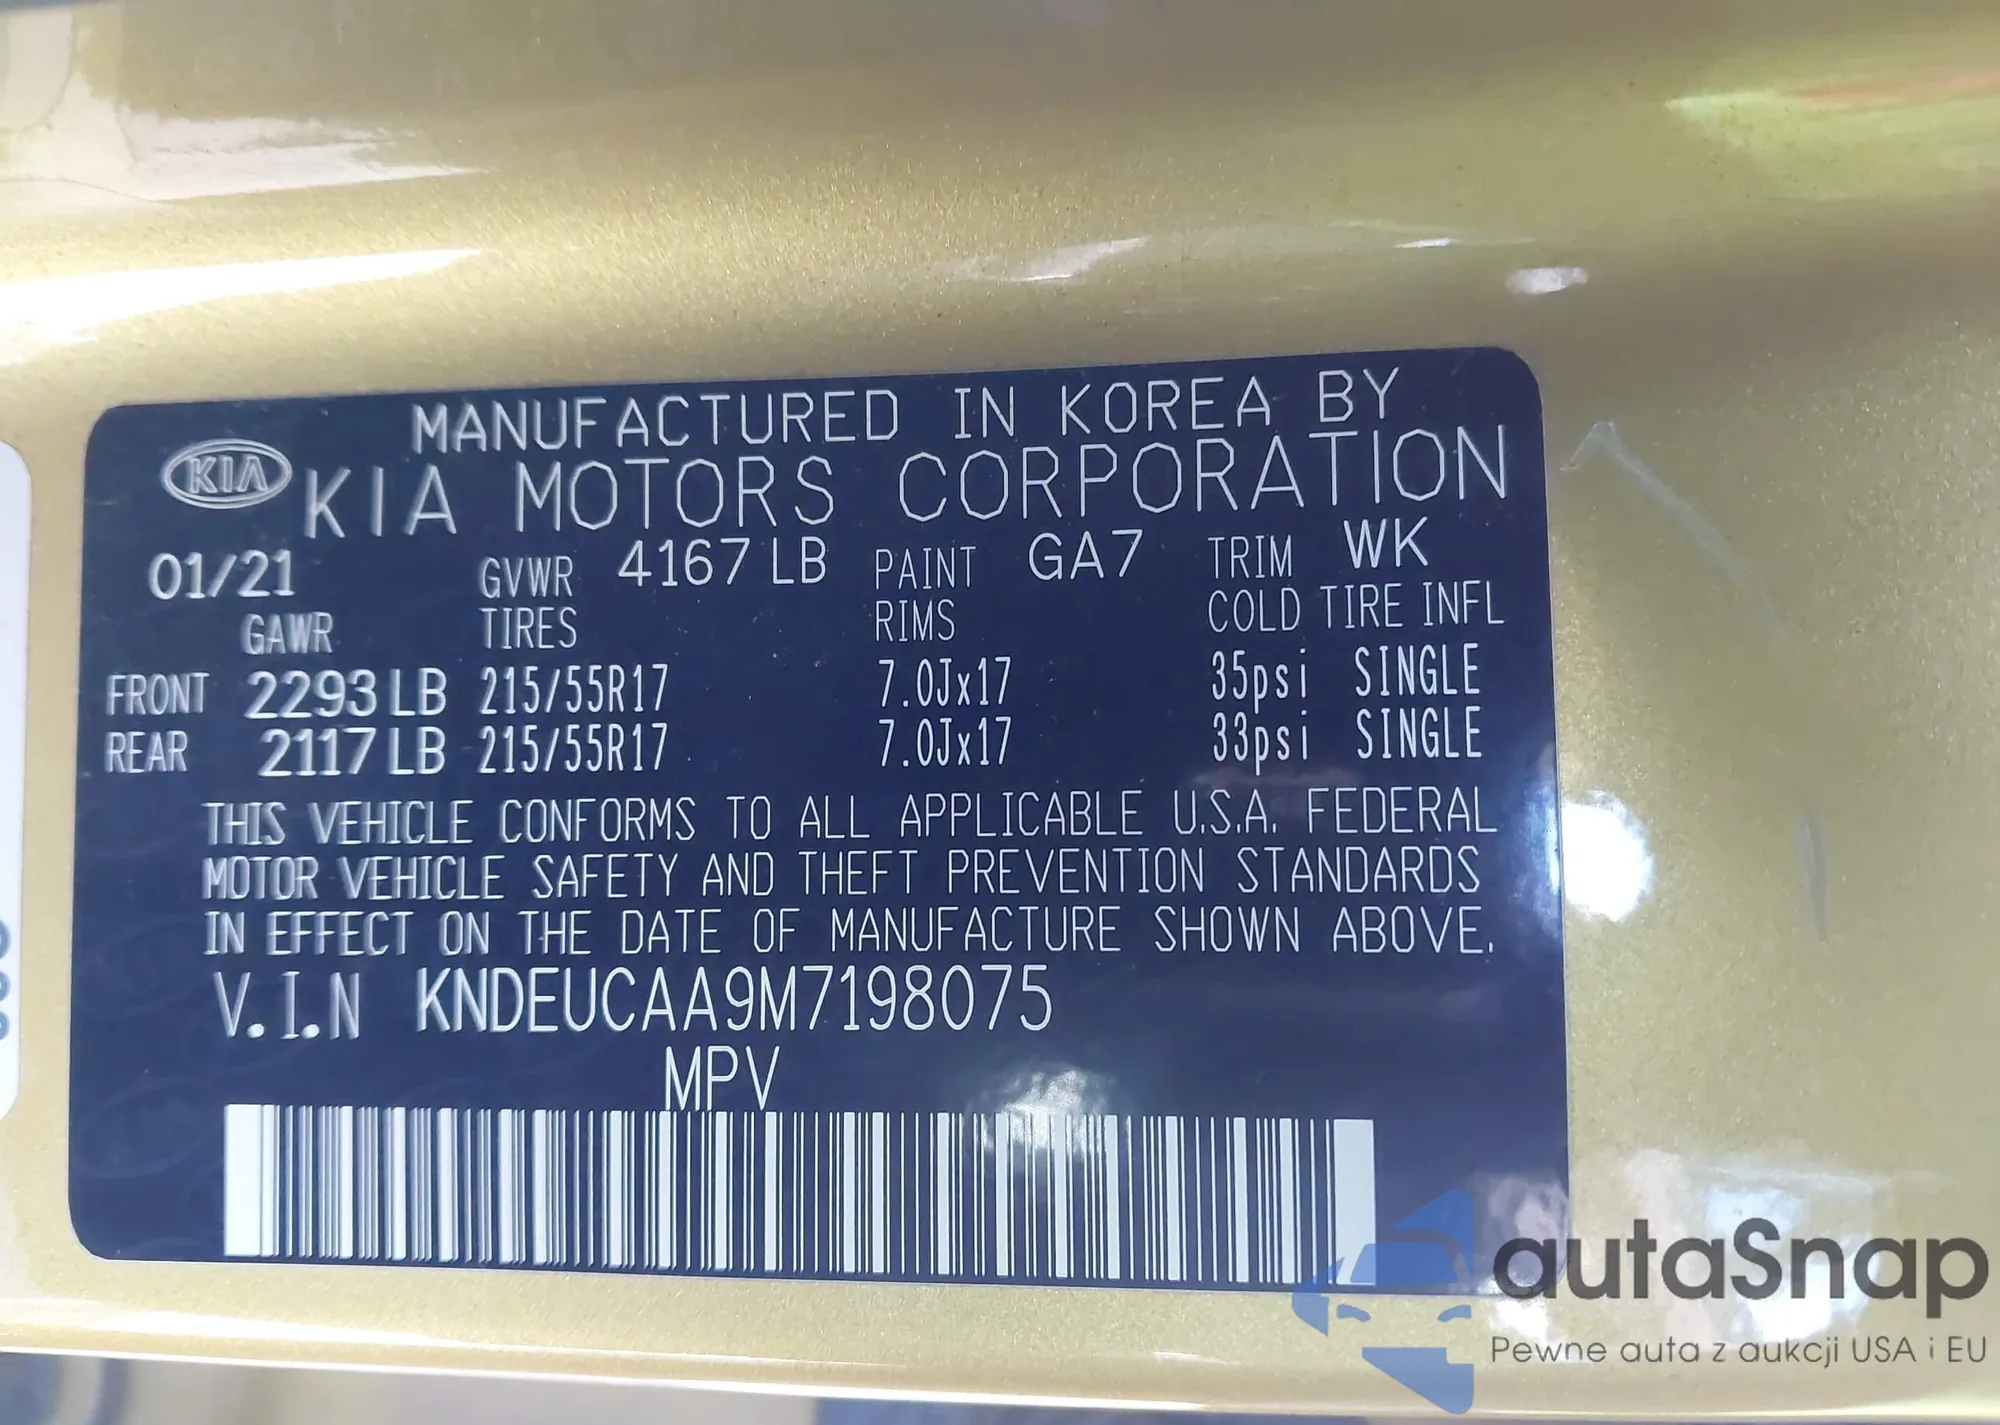 MANUFACTURED IN KOREA BY
KIA KIA MOTORS CORPORATION
01/21 GVWR 4167 LB PAINT GA7 TRIM WK
GAWR TIRES RIMS COLD TIRE INFL
FRONT 2293 LB 215/55R17 7.0Jx17 35psi SINGLE
REAR 2117 LB 215/55R17 7.0Jx17 33psi SINGLE
THIS VEHICLE CONFORMS TO ALL APPLICABLE U.S.A. FEDERAL
MOTOR VEHICLE SAFETY AND THEFT PREVENTION STANDARDS
IN EFFECT ON THE DATE OF MANUFACTURE SHOWN ABOVE.
V.I.N KNDEUCAA9M7198075
MPV
autaSnap
Pewne auta z aukcji USA i EU